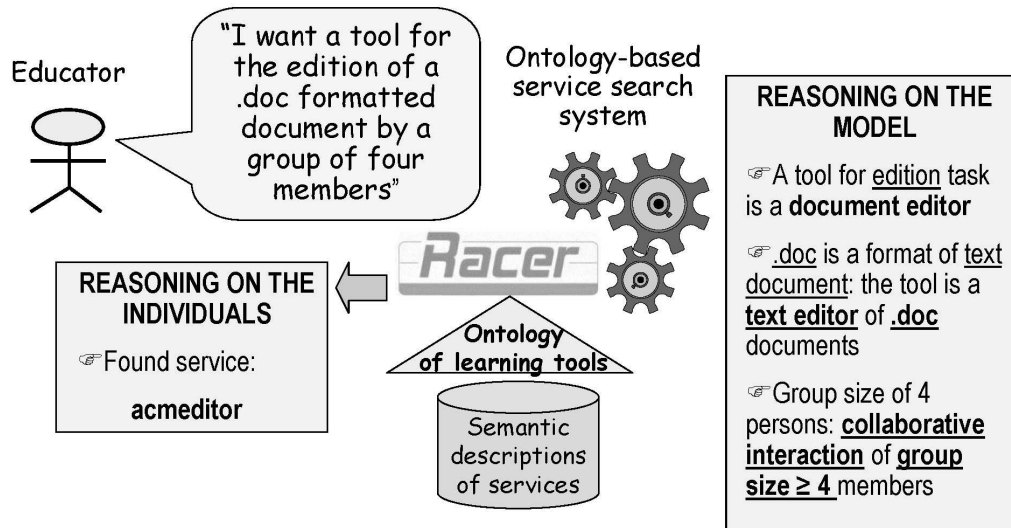 Educator
“I want a tool for
the edition of a
.doc formatted
document by a
group of four
members”
Ontology-based
service search
system
Racer
REASONING ON THE
INDIVIDUALS
☞Found service:
acmeditor
Ontology
of learning tools
Semantic
descriptions
of services
REASONING ON THE
MODEL
☞A tool for edition task
is a document editor
☞.doc is a format of text
document: the tool is a
text editor of .doc
documents
☞Group size of 4
persons: collaborative
interaction of group
size ≥ 4 members